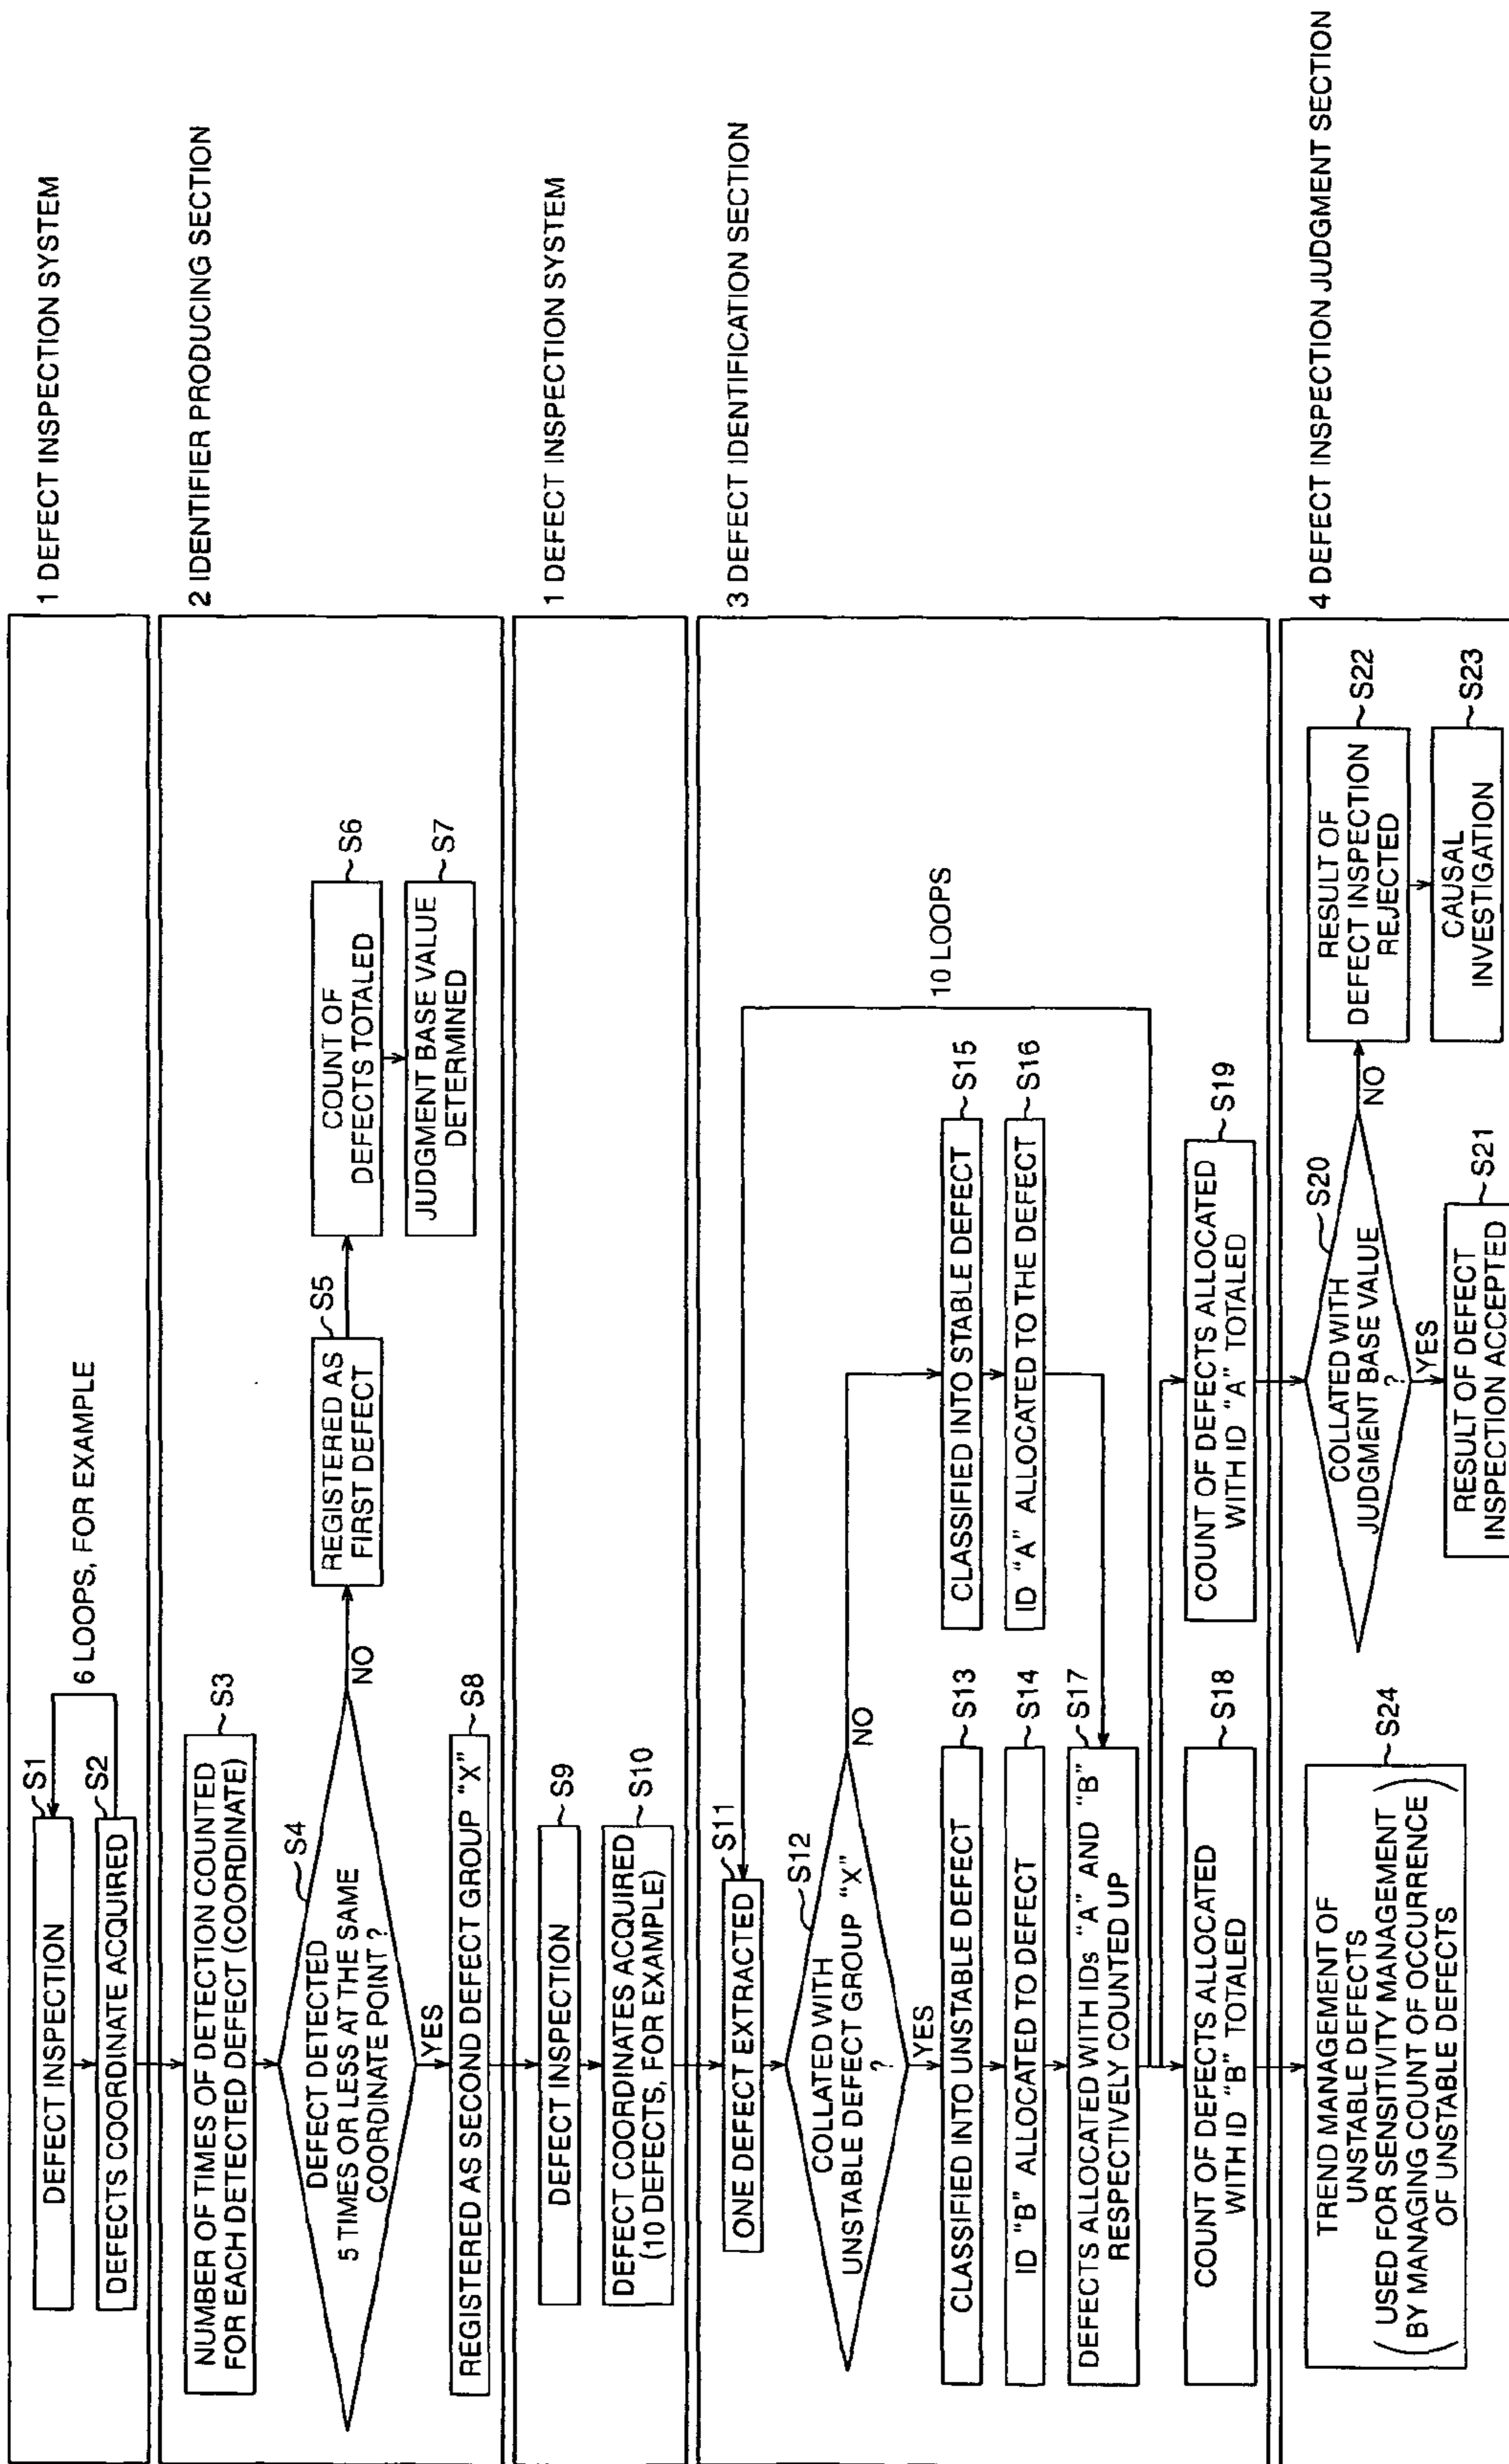 1 DEFECT INSPECTION SYSTEM
S1
DEFECT INSPECTION
6 LOOPS, FOR EXAMPLE
S2
DEFECTS COORDINATE ACQUIRED
2 IDENTIFIER PRODUCING SECTION
S3
NUMBER OF TIMES OF DETECTION COUNTED
FOR EACH DETECTED DEFECT (COORDINATE)
S4
DEFECT DETECTED
5 TIMES OR LESS AT THE SAME
COORDINATE POINT ?
NO
YES
S5
REGISTERED AS
FIRST DEFECT
S6
COUNT OF
DEFECTS TOTALED
S7
JUDGMENT BASE VALUE
DETERMINED
S8
REGISTERED AS SECOND DEFECT GROUP "X"
1 DEFECT INSPECTION SYSTEM
S9
DEFECT INSPECTION
S10
DEFECT COORDINATES ACQUIRED
(10 DEFECTS, FOR EXAMPLE)
3 DEFECT IDENTIFICATION SECTION
S11
ONE DEFECT EXTRACTED
S12
COLLATED WITH
UNSTABLE DEFECT GROUP "X"
?
NO
YES
10 LOOPS
S13
CLASSIFIED INTO UNSTABLE DEFECT
S15
CLASSIFIED INTO STABLE DEFECT
S14
ID "B" ALLOCATED TO DEFECT
S16
ID "A" ALLOCATED TO THE DEFECT
S17
DEFECTS ALLOCATED WITH IDs "A" AND "B"
RESPECTIVELY COUNTED UP
S18
COUNT OF DEFECTS ALLOCATED
WITH ID "B" TOTALED
S19
COUNT OF DEFECTS ALLOCATED
WITH ID "A" TOTALED
4 DEFECT INSPECTION JUDGMENT SECTION
S24
TREND MANAGEMENT OF
UNSTABLE DEFECTS
(USED FOR SENSITIVITY MANAGEMENT
BY MANAGING COUNT OF OCCURRENCE
OF UNSTABLE DEFECTS)
S20
COLLATED WITH
JUDGMENT BASE VALUE
?
NO
YES
S21
RESULT OF DEFECT
INSPECTION ACCEPTED
S22
RESULT OF
DEFECT INSPECTION
REJECTED
S23
CAUSAL
INVESTIGATION